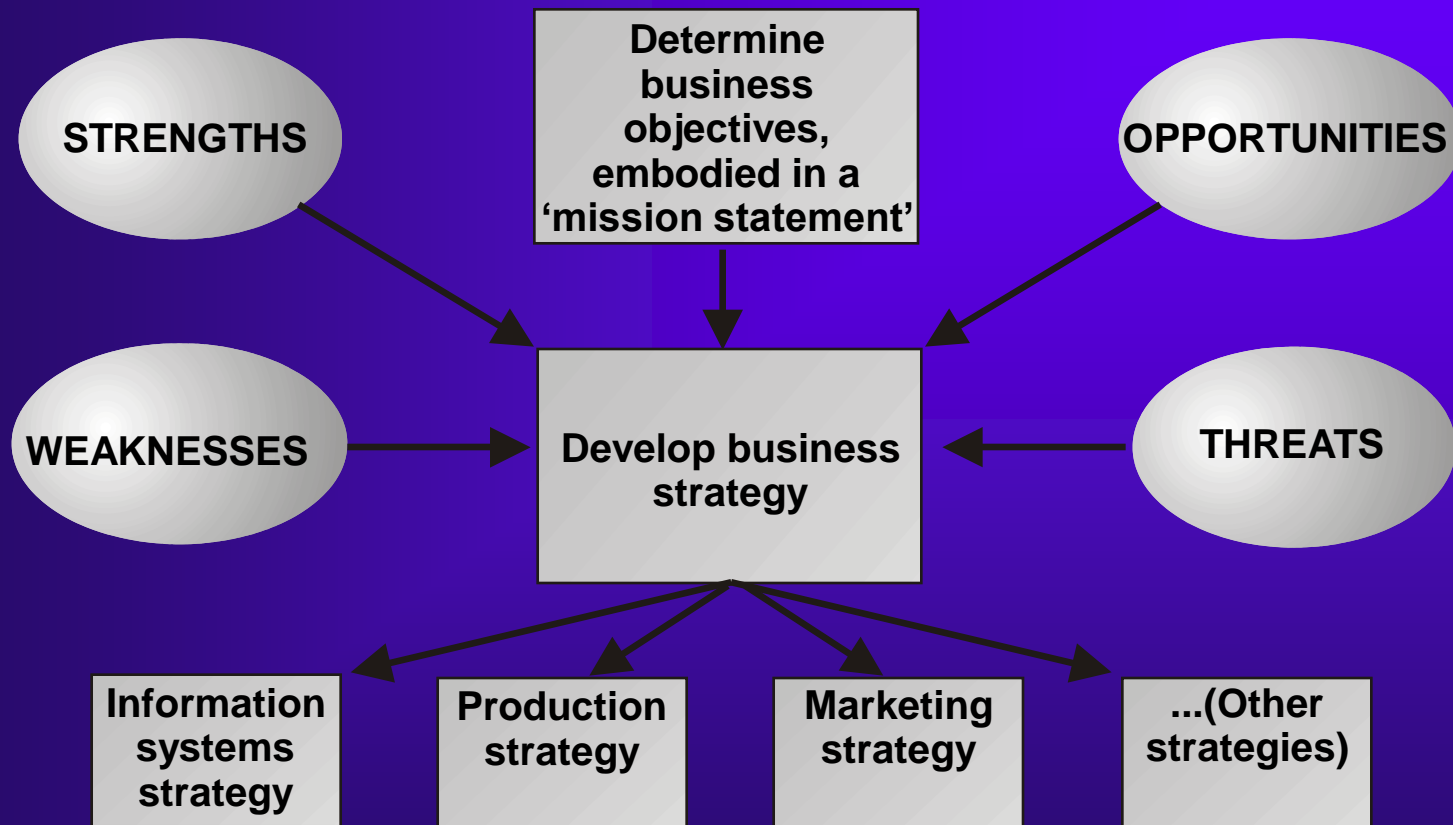 STRENGTHS
Determine
business
objectives,
embodied in a
‘mission statement’
OPPORTUNITIES
WEAKNESSES
Develop business
strategy
THREATS
Information
systems
strategy
Production
strategy
Marketing
strategy
...(Other
strategies)